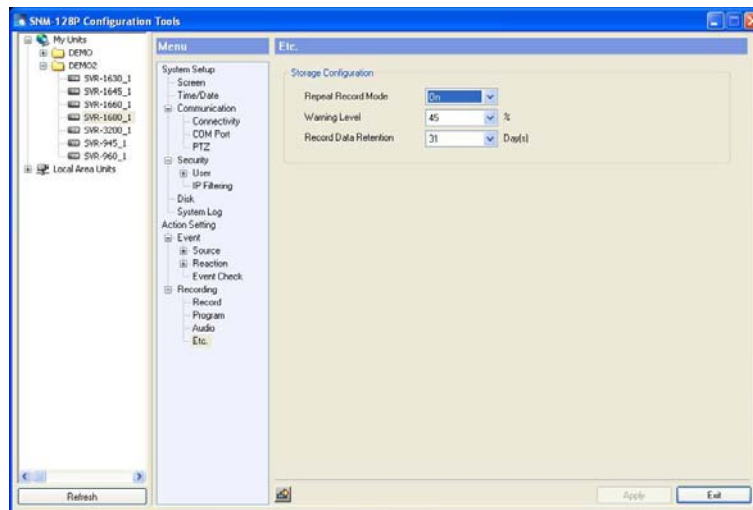 SNM-128P Configuration Tools
My Units
DEMO
DEMO2
SVR-1630_1
SVR-1645_1
SVR-1660_1
SVR-1600_1
SVR-3200_1
SVR-945_1
SVR-960_1
Local Area Units
Refresh
Menu
System Setup
Screen
Time/Date
Communication
Connectivity
COM Port
PTZ
Security
User
IP Filtering
Disk
System Log
Action Setting
Event
Source
Reaction
Event Check
Recording
Record
Program
Audio
Etc.
Etc.
Storage Configuration
Repeat Record Mode On
Warning Level 45 %
Record Data Retention 31 Day(s)
Apply Exit